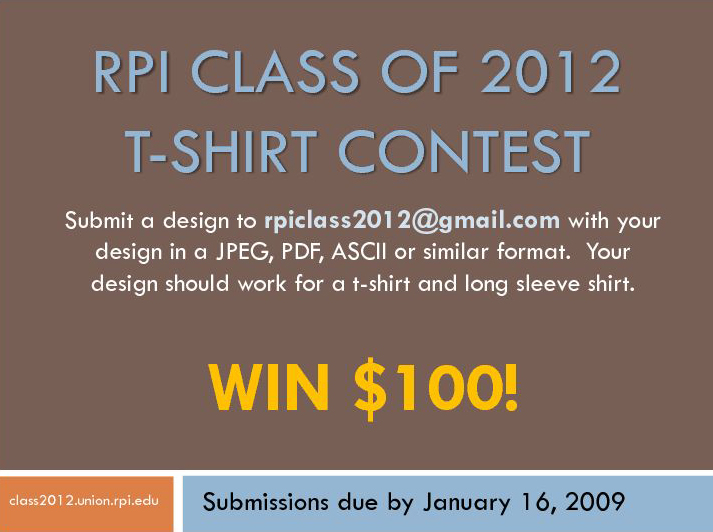 RPI CLASS OF 2012
T-SHIRT CONTEST
Submit a design to rpiclass2012@gmail.com with your
design in a JPEG, PDF, ASCII or similar format.  Your
design should work for a t-shirt and long sleeve shirt.
WIN $100!
class2012.union.rpi.edu
Submissions due by January 16, 2009